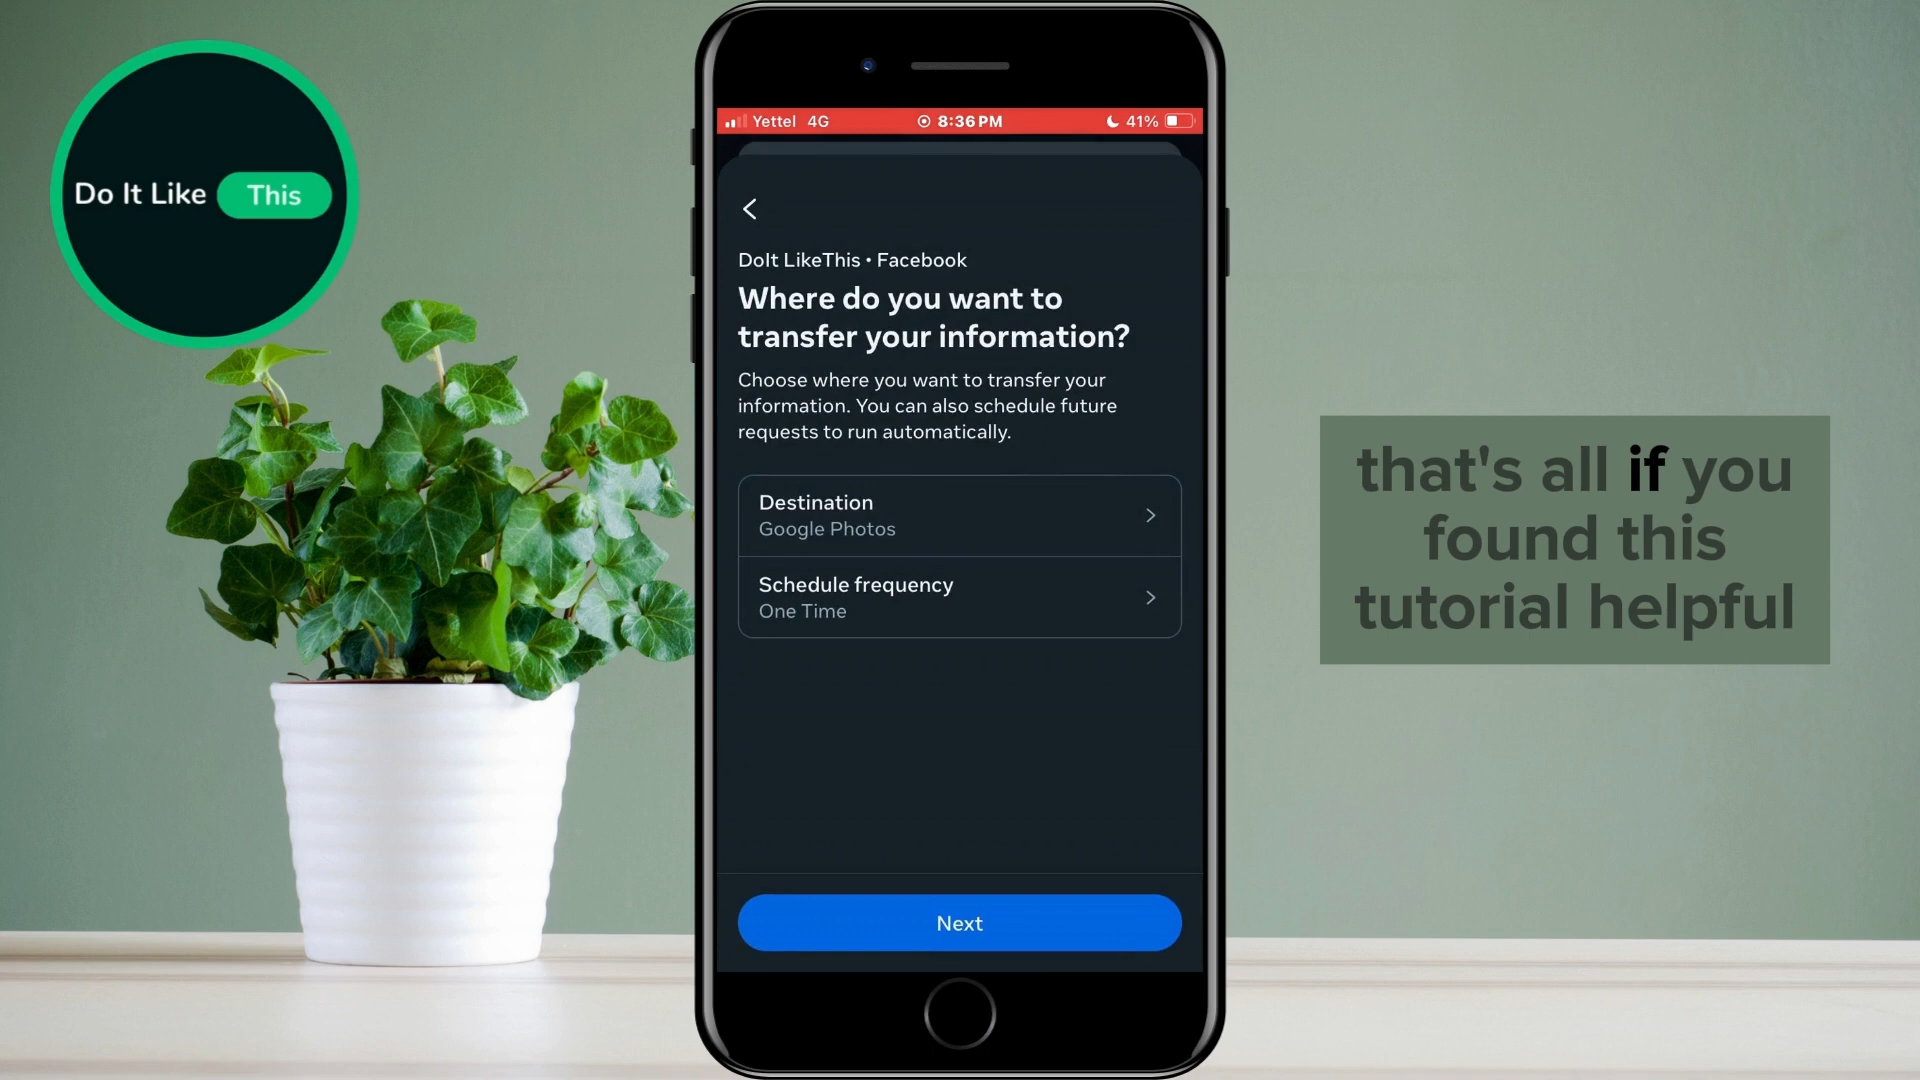 Do It Like This
Yettel 4G 8:36 PM 41%
DoIt LikeThis • Facebook
Where do you want to
transfer your information?
Choose where you want to transfer your
information. You can also schedule future
requests to run automatically.
Destination
Google Photos
Schedule frequency
One Time
Next
that's all if you
found this
tutorial helpful